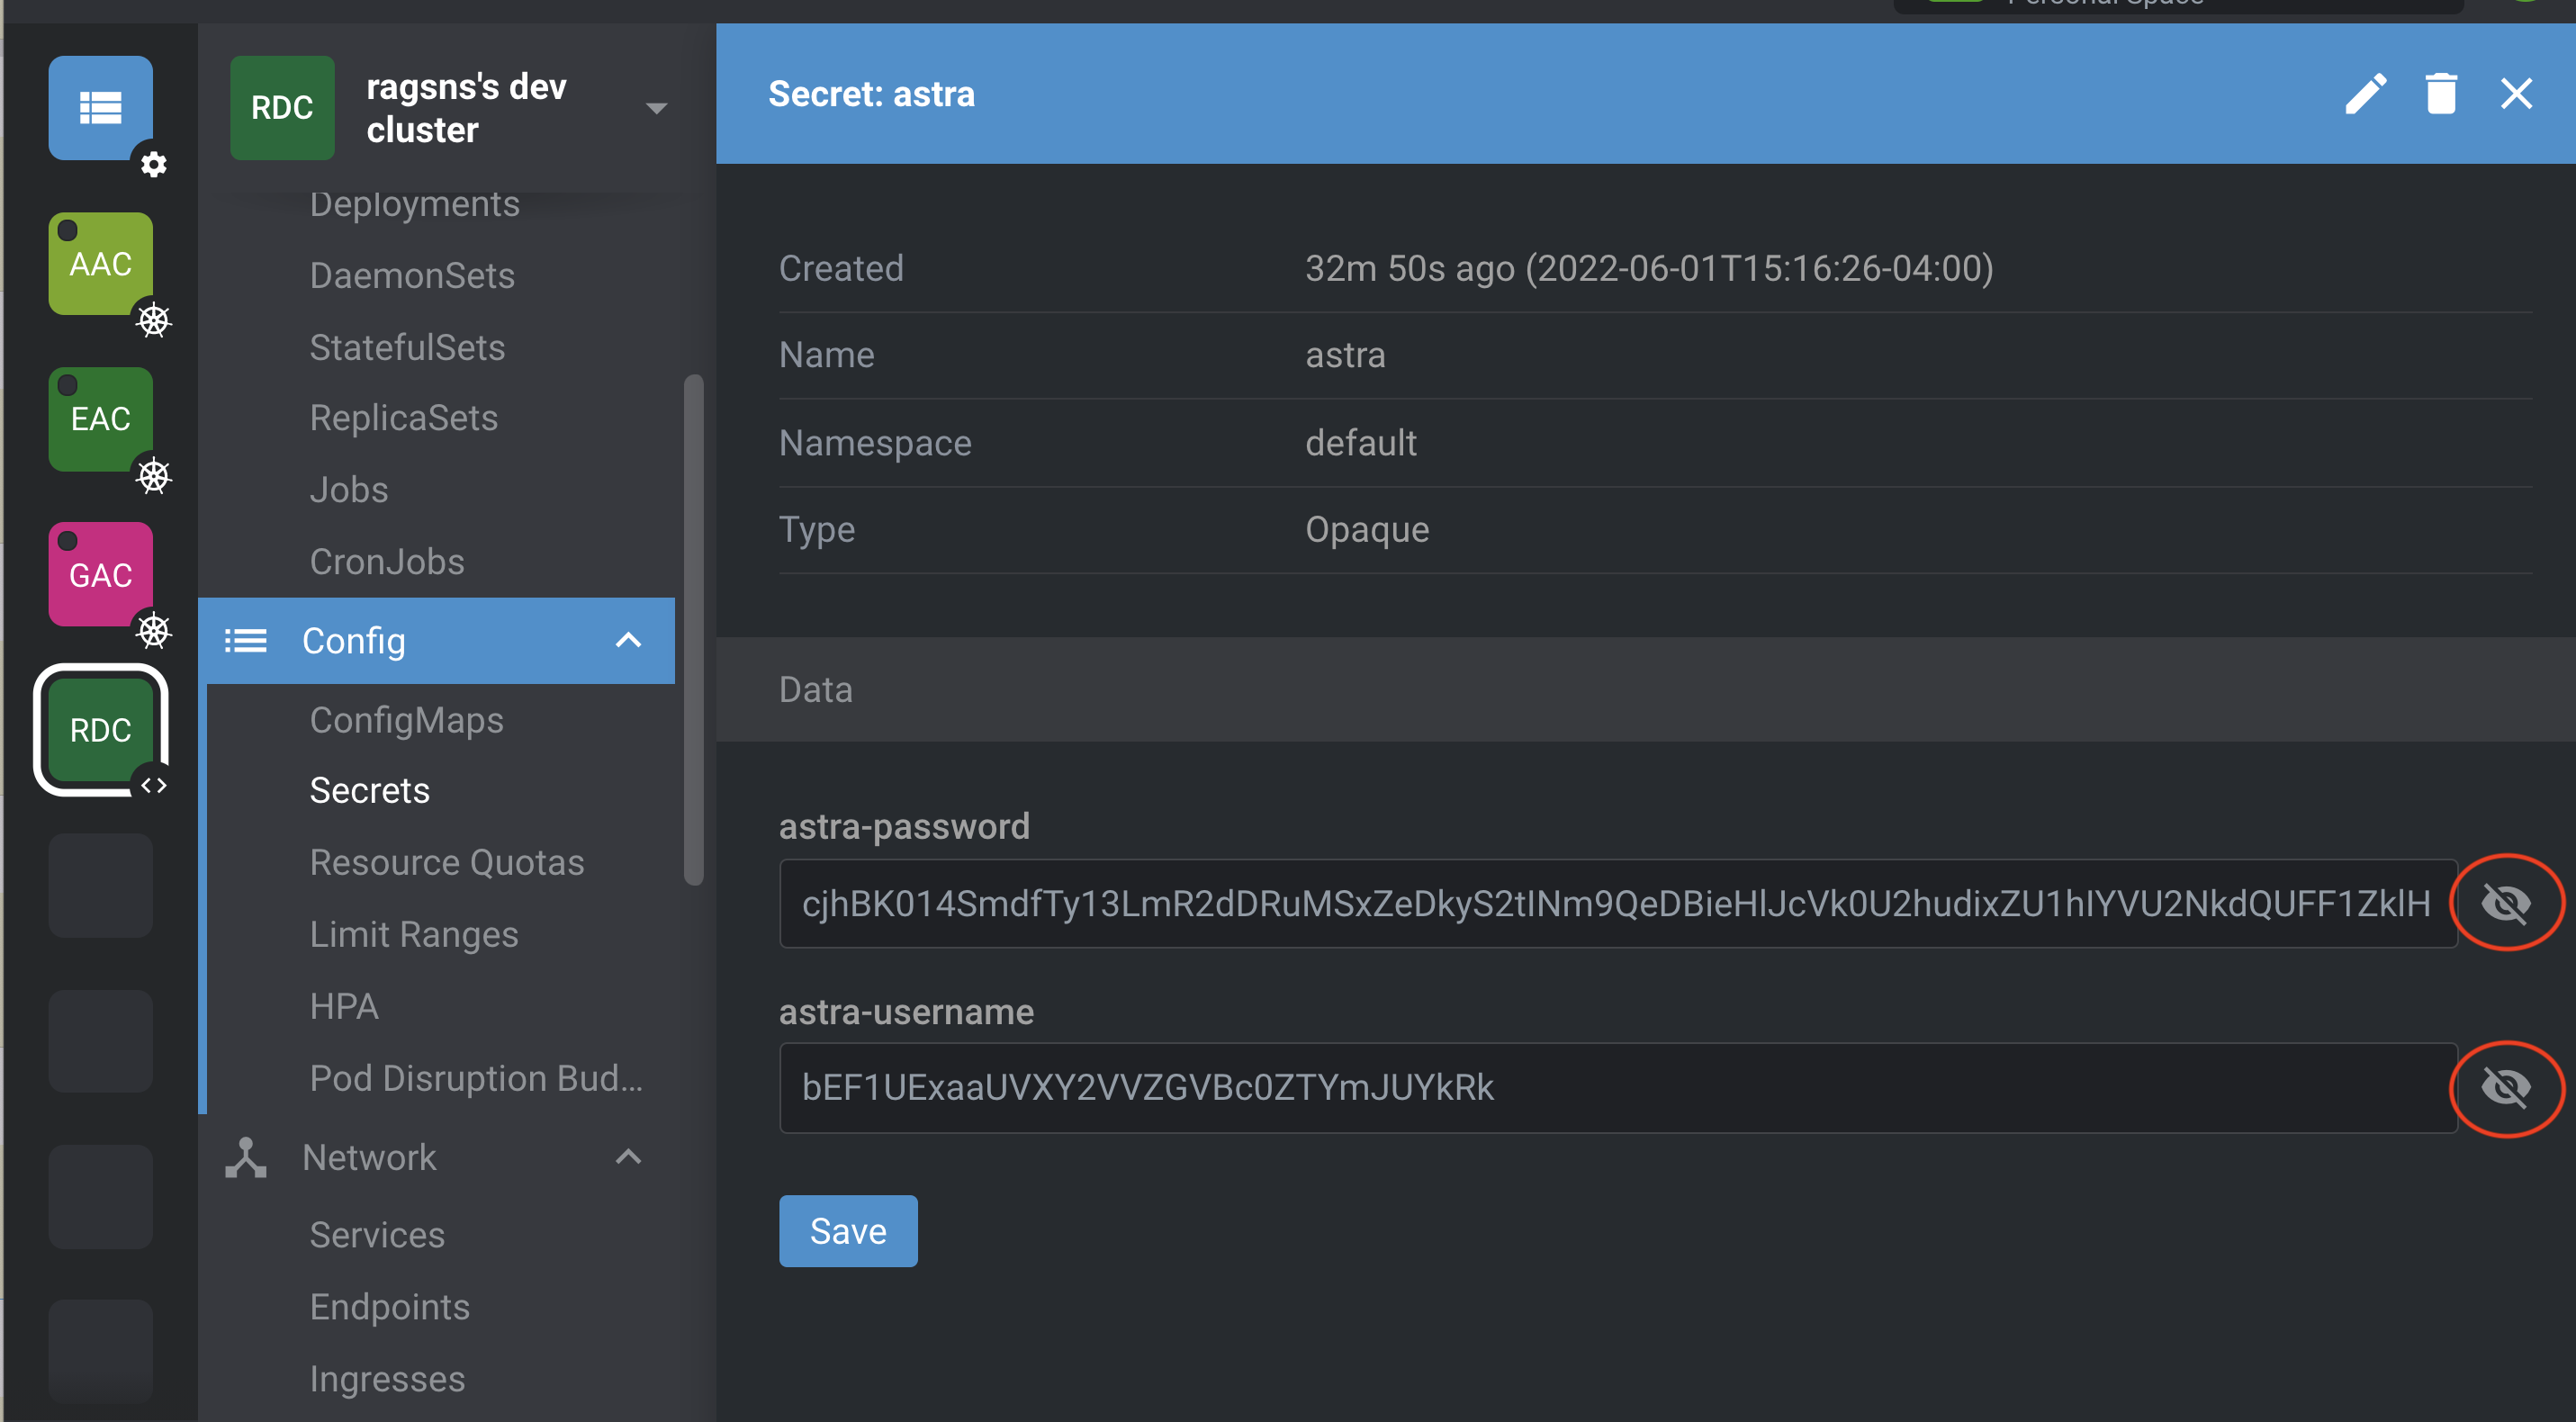 Personal Space
RDC
ragsns's dev
cluster
AAC
EAC
GAC
RDC
Deployments
DaemonSets
StatefulSets
ReplicaSets
Jobs
CronJobs
Config
ConfigMaps
Secrets
Resource Quotas
Limit Ranges
HPA
Pod Disruption Bud...
Network
Services
Endpoints
Ingresses
Secret: astra
Created 32m 50s ago (2022-06-01T15:16:26-04:00)
Name astra
Namespace default
Type Opaque
Data
astra-password
cjhBK014SmdfTy13LmR2dDRuMSxZeDkyS2tINm9QeDBieHlJcVk0U2hudixZU1hIYVU2NkdQUFF1ZklH
astra-username
bEF1UExaaUVXY2VVZGVBc0ZTYmJUYkRk
Save